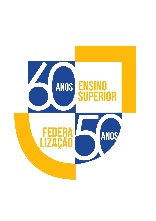 60 ANOS ENSINO
SUPERIOR
FEDERA
LIZAÇÃO 50 ANOS